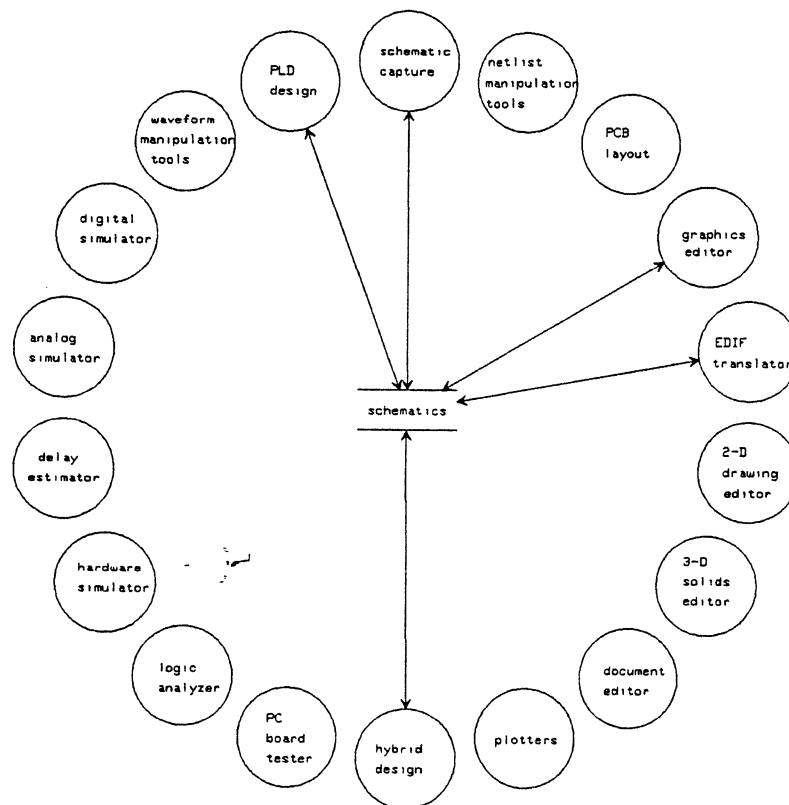 schematic
capture
netlist
manipulation
tools
PCB
layout
graphics
editor
EDIF
translator
2-D
drawing
editor
3-D
solids
editor
document
editor
plotters
hybrid
design
PC
board
tester
logic
analyzer
hardware
simulator
delay
estimator
analog
simulator
digital
simulator
waveform
manipulation
tools
PLD
design
schematics